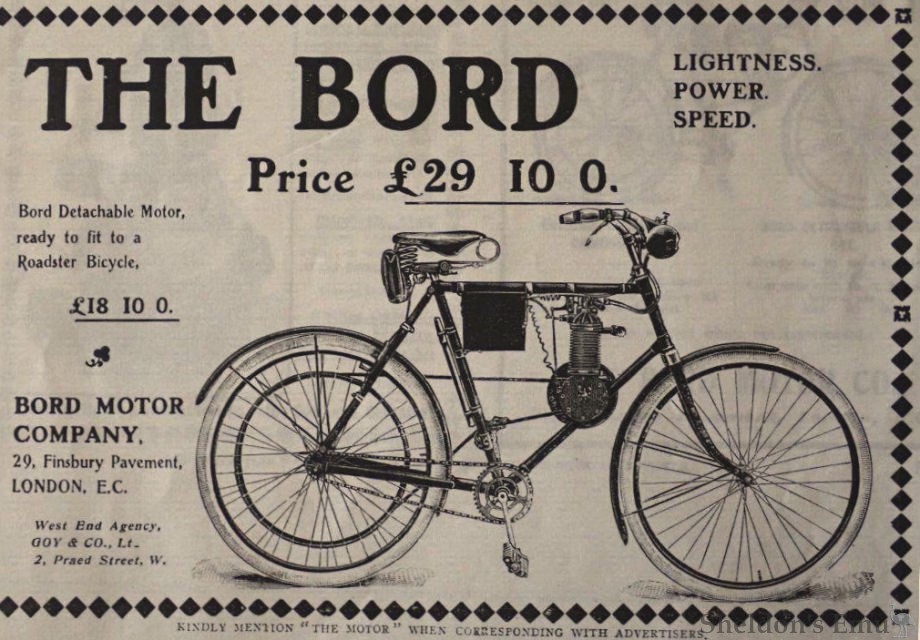 THE BORD
LIGHTNESS.
POWER.
SPEED.
Price £29 10 0.
Bord Detachable Motor,
ready to fit to a
Roadster Bicycle,
£18 10 0.
BORD MOTOR
COMPANY,
29, Finsbury Pavement,
LONDON, E.C.
West End Agency,
GOY & CO., Lt.
2, Praed Street, W.
KINDLY MENTION "THE MOTOR" WHEN CORRESPONDING WITH ADVERTISERS.
Sheldon's Emu